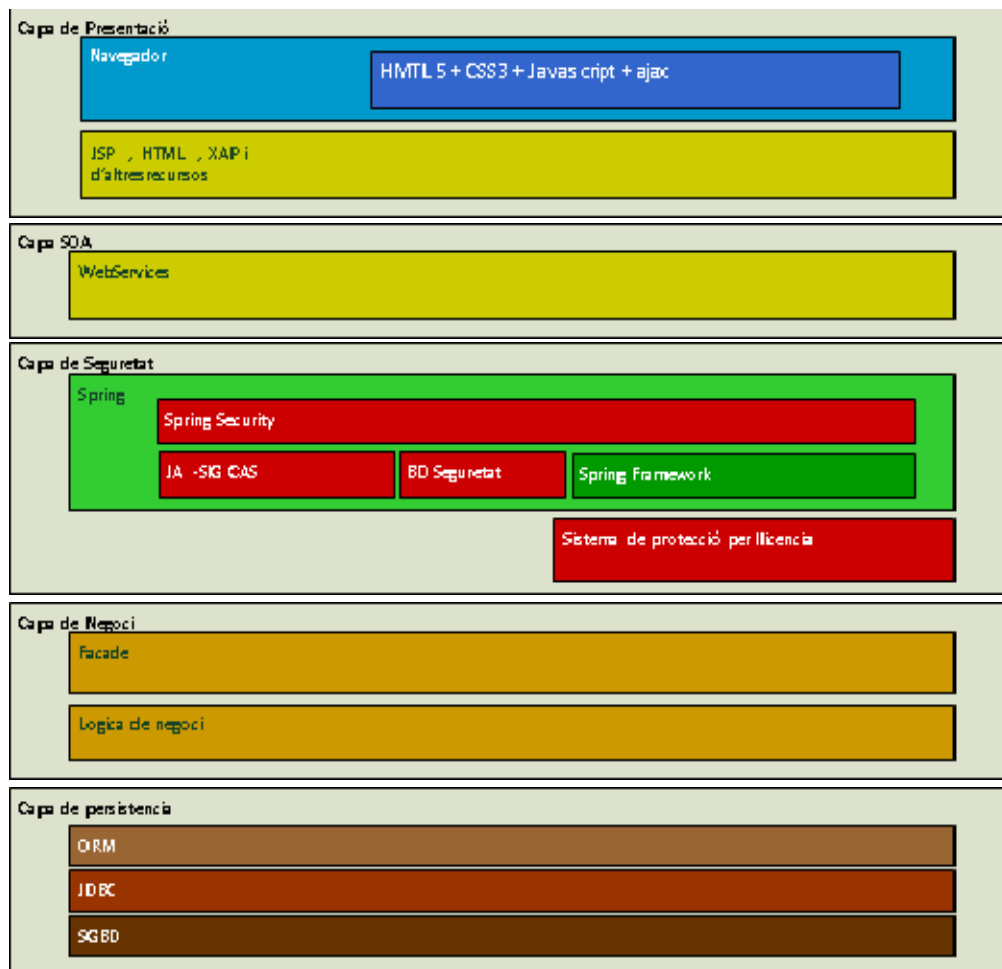 Capa de Presentació
Navegador
HMTL 5 + CSS3 + Javascript + ajax
JSP , HTML , XAP i
d'altres recursos
Capa SOA
WebServices
Capa de Seguretat
Spring
Spring Security
JA -SIG CAS
BD Seguretat
Spring Framework
Sistema de protecció per llicencia
Capa de Negoci
Facade
Logica de negoci
Capa de persistencia
ORM
JDBC
SGBD